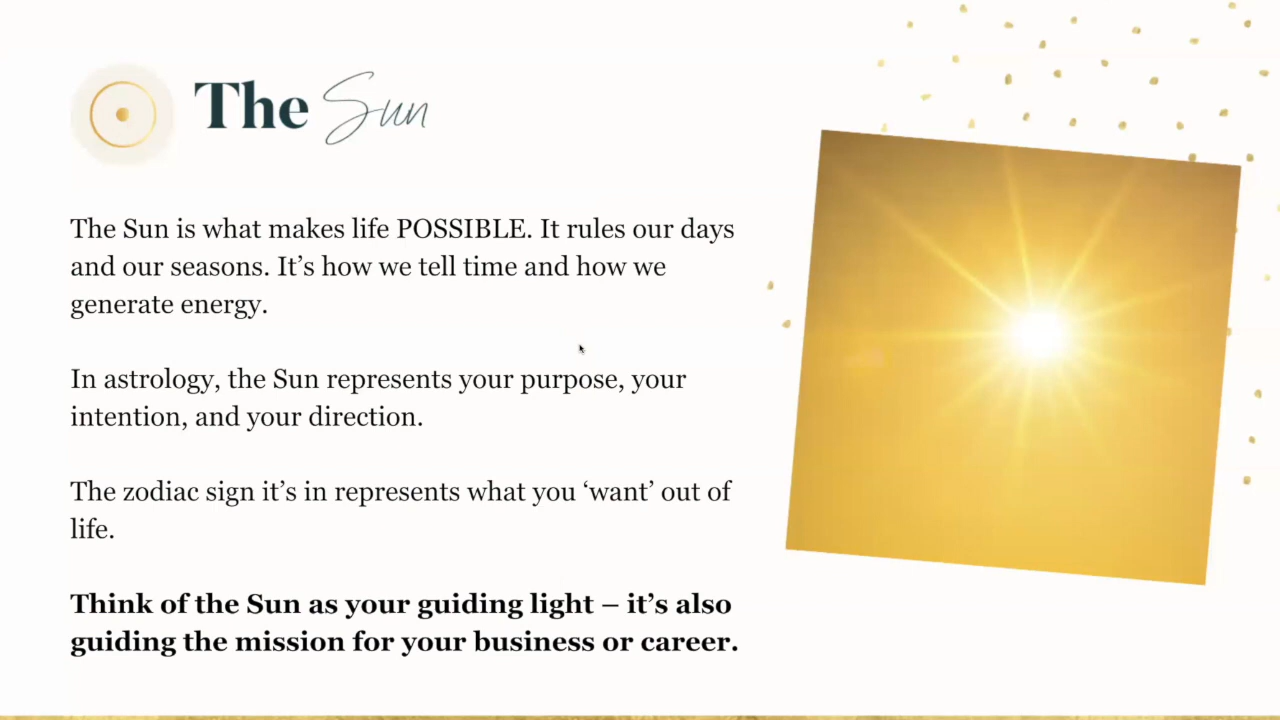 The Sun
The Sun is what makes life POSSIBLE. It rules our days
and our seasons. It’s how we tell time and how we
generate energy.
In astrology, the Sun represents your purpose, your
intention, and your direction.
The zodiac sign it’s in represents what you ‘want’ out of
life.
Think of the Sun as your guiding light – it’s also
guiding the mission for your business or career.